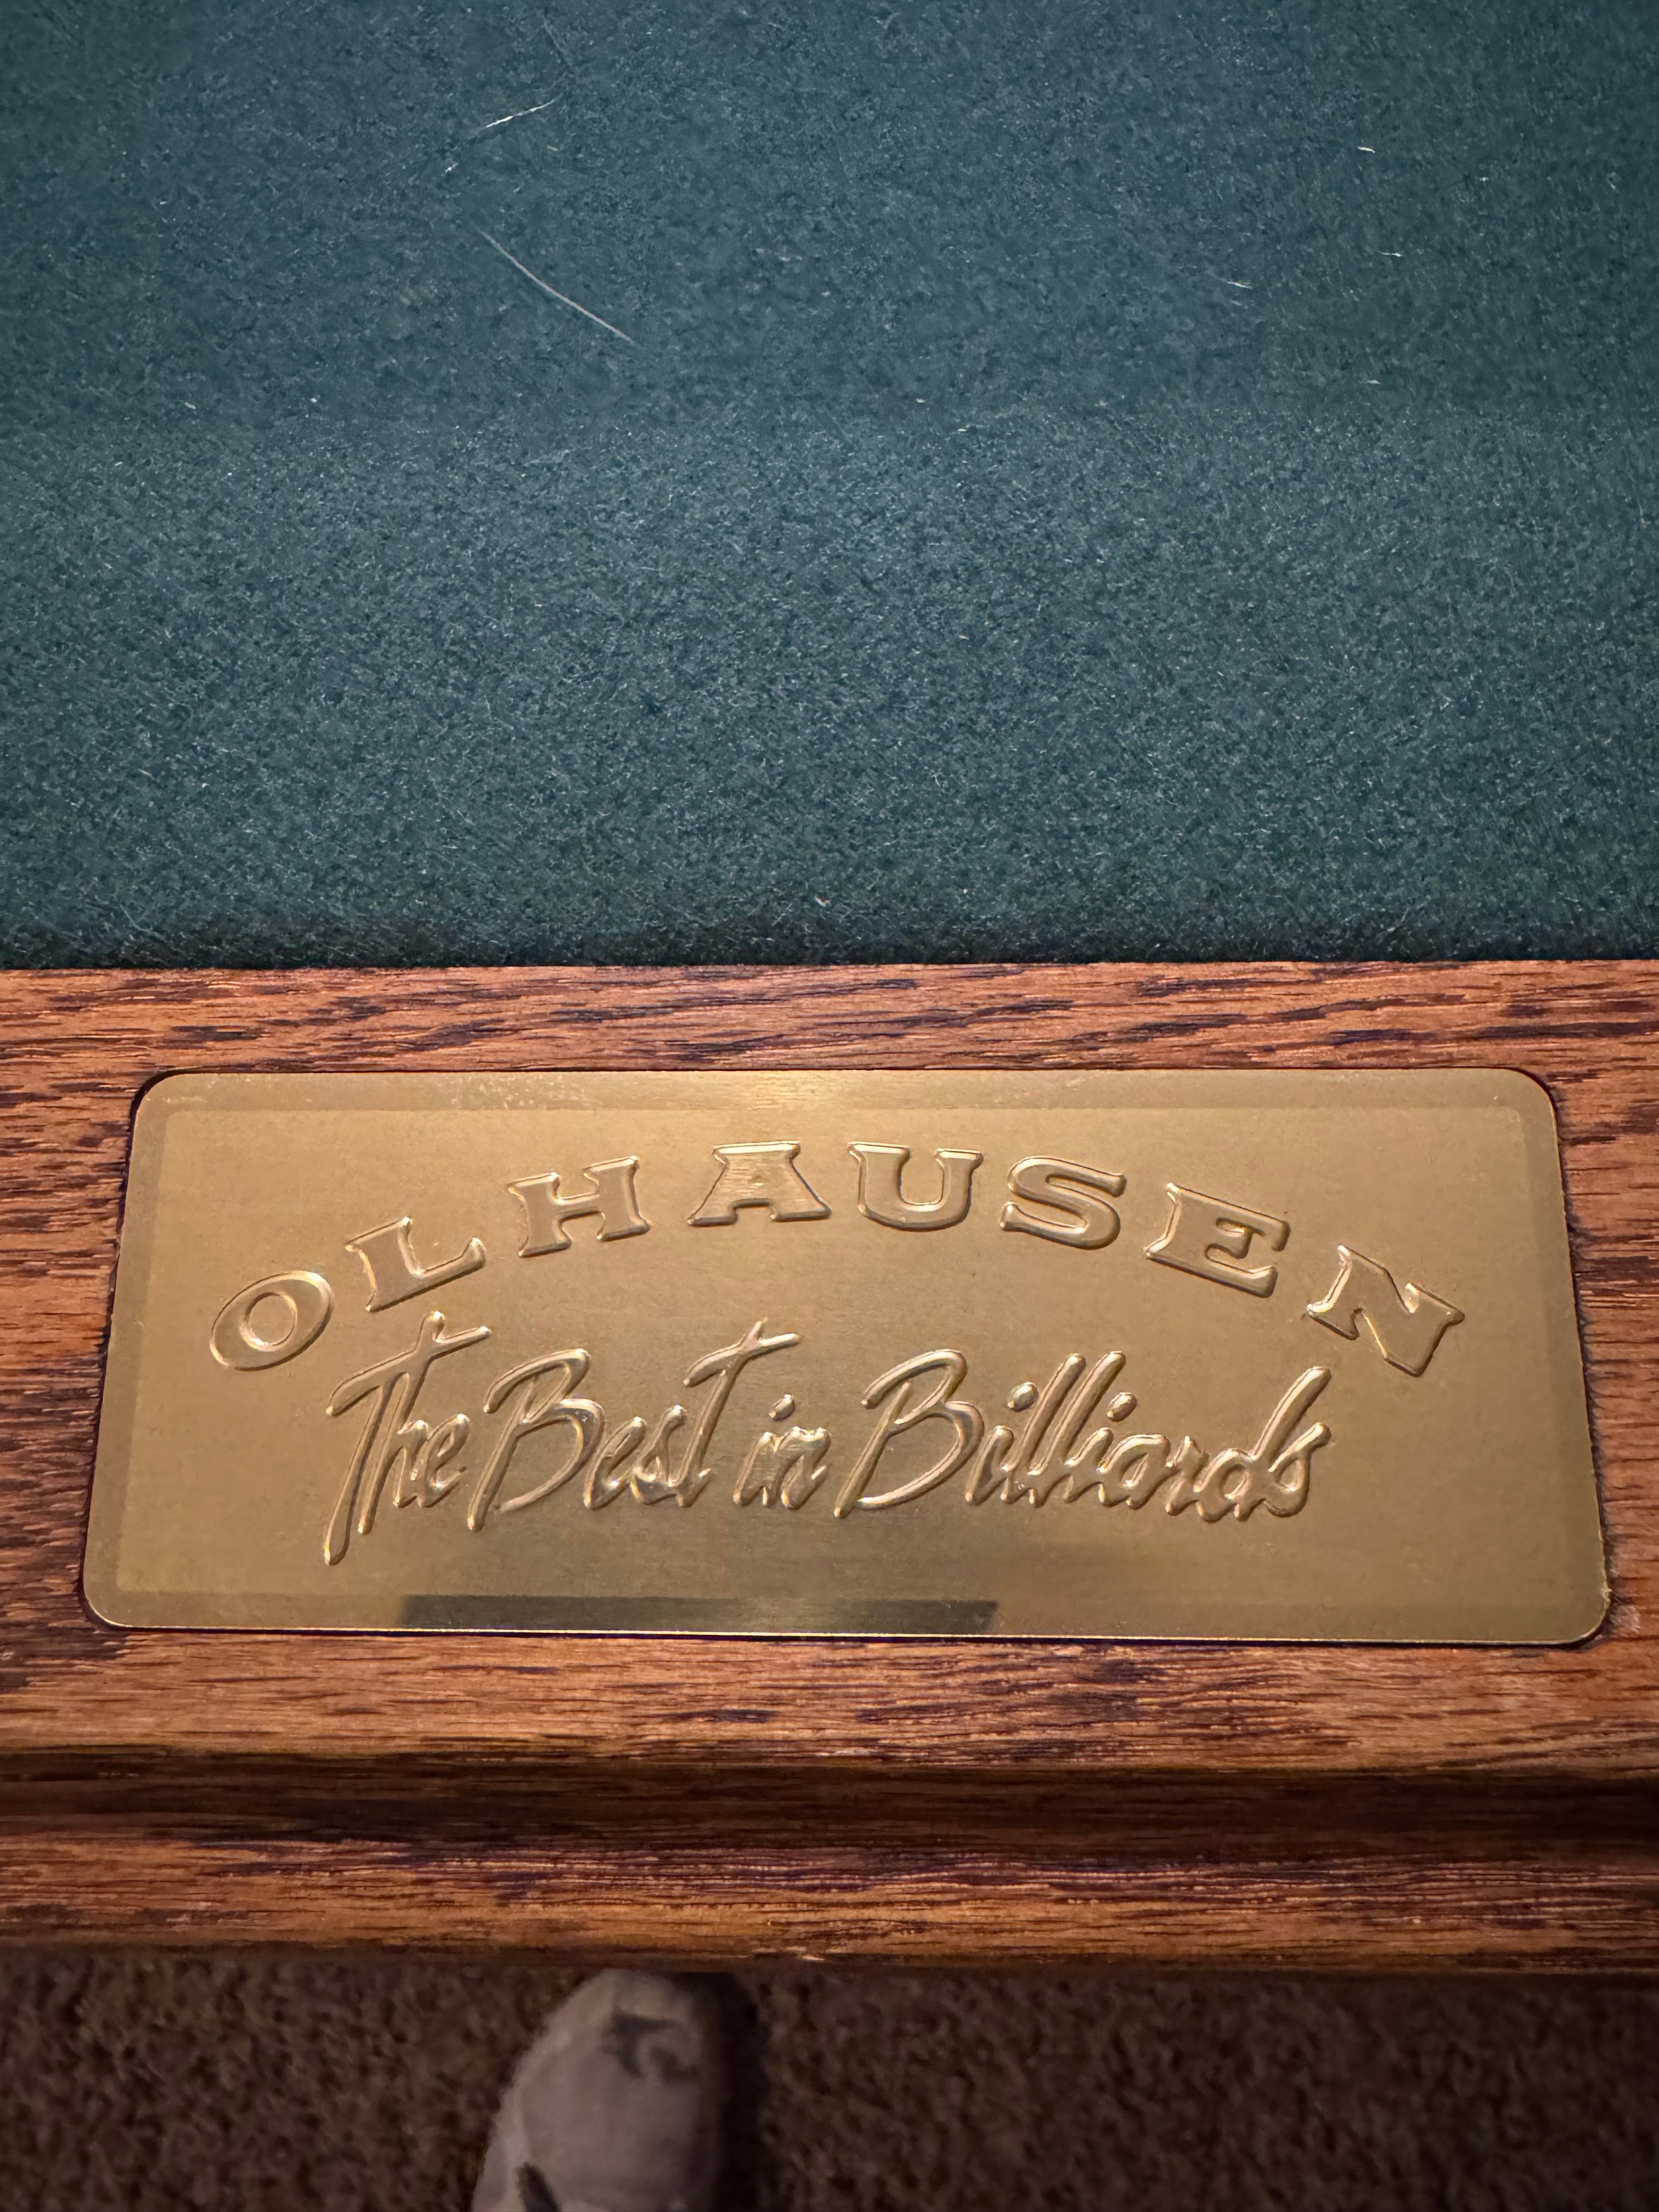 OLHAUSEN
The Best in Billiards